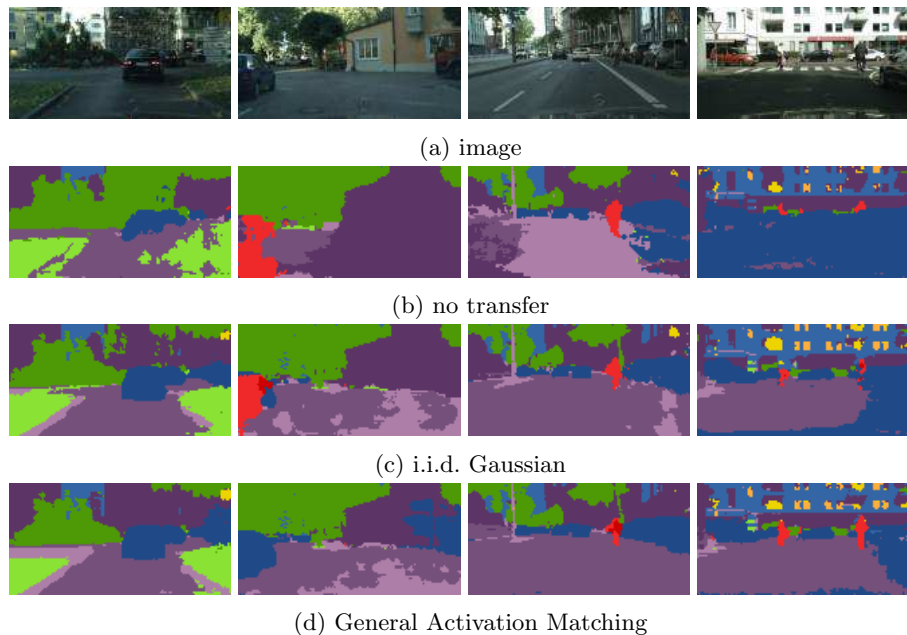 (a) image
(b) no transfer
(c) i.i.d. Gaussian
(d) General Activation Matching